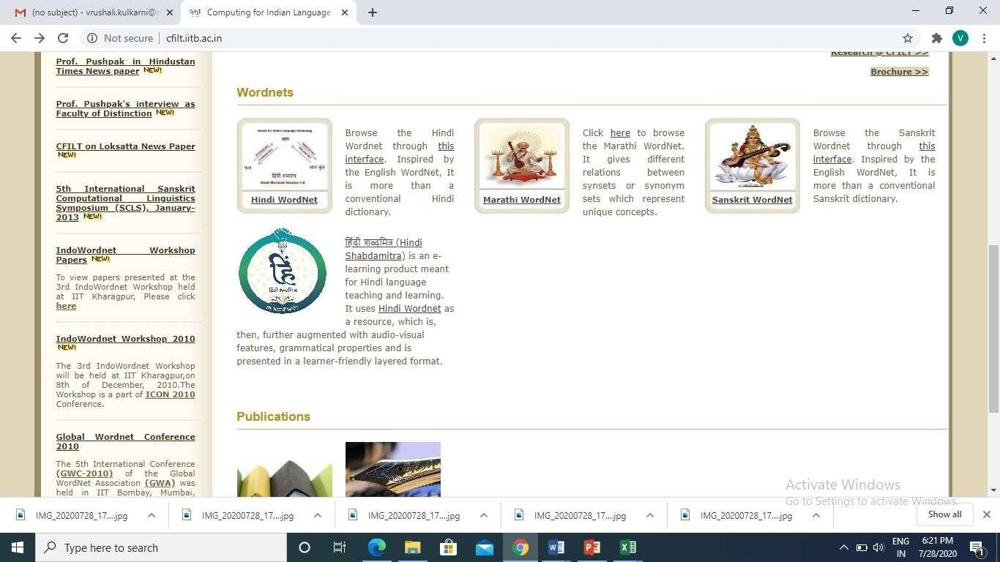 (no subject) - vrushali.kulkarni@
Computing for Indian Language
Not secure
cfilt.iitb.ac.in
V
Prof. Pushpak in Hindustan
Times News paper NEW!
Prof. Pushpak's interview as
Faculty of Distinction NEW!
CFILT on Loksatta News Paper
NEW!
5th International Sanskrit
Computational Linguistics
Symposium (SCLS), January-
2013 NEW!
IndoWordnet Workshop
Papers NEW!
To view papers presented at the
3rd IndoWordnet Workshop held
at IIT Kharagpur, Please click
here
IndoWordnet Workshop 2010
NEW!
The 3rd IndoWordnet Workshop
will be held at IIT Kharagpur,on
8th of December, 2010.The
Workshop is a part of ICON 2010
Conference.
Global Wordnet Conference
2010
The 5th International Conference
(GWC-2010) of the Global
WordNet Association (GWA) was
held in IIT Bombay, Mumbai,
Research @ CFILT >>
Brochure >>
Wordnets
Hindi WordNet
Browse the Hindi
Wordnet through this
interface. Inspired by
the English WordNet, It
is more than a
conventional Hindi
dictionary.
Marathi WordNet
Click here to browse
the Marathi WordNet.
It gives different
relations between
synsets or synonym
sets which represent
unique concepts.
Sanskrit WordNet
Browse the Sanskrit
Wordnet through this
interface. Inspired by the
English WordNet, It is
more than a conventional
Sanskrit dictionary.
हिंदी शब्दमित्र (Hindi
Shabdamitra) is an e-
learning product meant
for Hindi language
teaching and learning.
It uses Hindi Wordnet as
a resource, which is,
then, further augmented with audio-visual
features, grammatical properties and is
presented in a learner-friendly layered format.
Publications
Activate Windows
Go to Settings to activate Windows.
IMG_20200728_17....jpg
IMG_20200728_17....jpg
IMG_20200728_17....jpg
IMG_20200728_17....jpg
IMG_20200728_17....jpg
Show all
Type here to search
ENG
IN
6:21 PM
7/28/2020
1